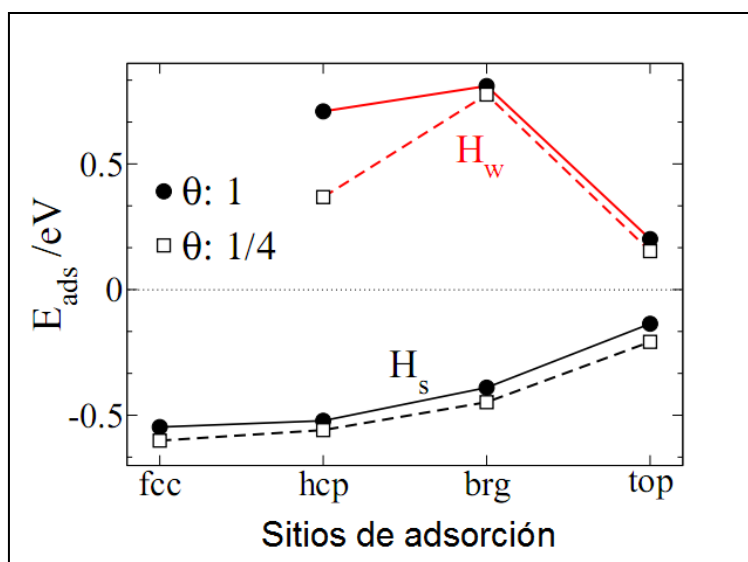 0.5
0
-0.5
E_ads /eV
θ: 1
θ: 1/4
H_w
H_s
fcc hcp brg top
Sitios de adsorción